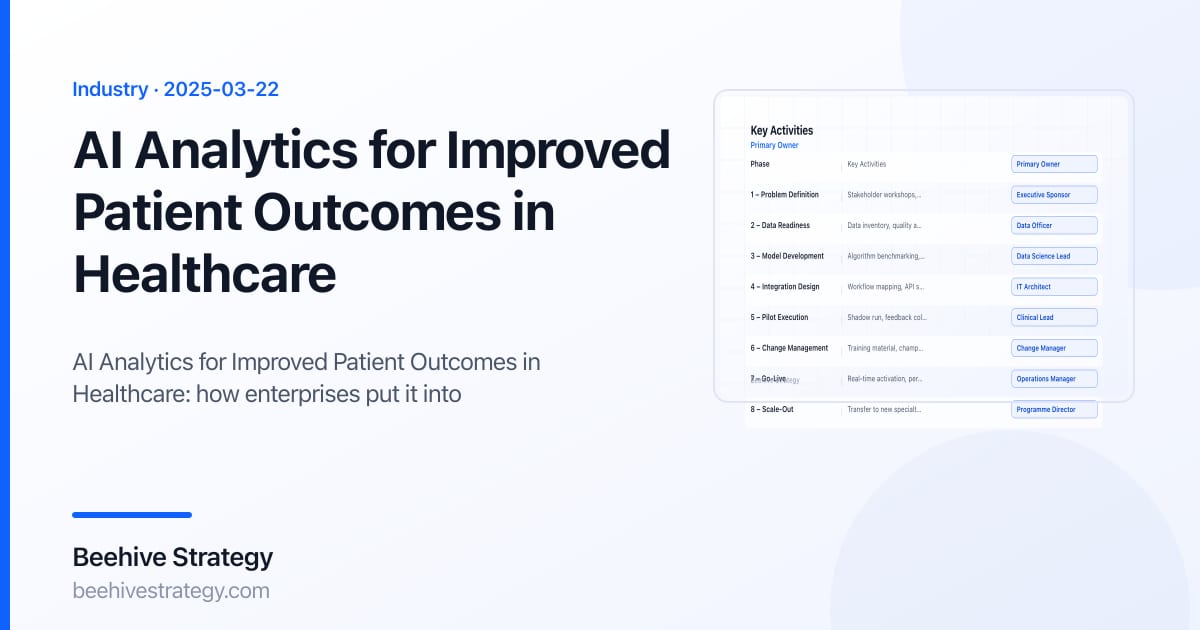 Industry · 2025-03-22
AI Analytics for Improved
Patient Outcomes in
Healthcare
AI Analytics for Improved Patient Outcomes in
Healthcare: how enterprises put it into
Beehive Strategy
beehivestrategy.com
Key Activities
Primary Owner
Phase Key Activities Primary Owner
1 – Problem Definition Stakeholder workshops,... Executive Sponsor
2 – Data Readiness Data inventory, quality a... Data Officer
3 – Model Development Algorithm benchmarking,... Data Science Lead
4 – Integration Design Workflow mapping, API s... IT Architect
5 – Pilot Execution Shadow run, feedback col... Clinical Lead
6 – Change Management Training material, champ... Change Manager
7 – Go-Live Real-time activation, per... Operations Manager
8 – Scale-Out Transfer to new specialt... Programme Director